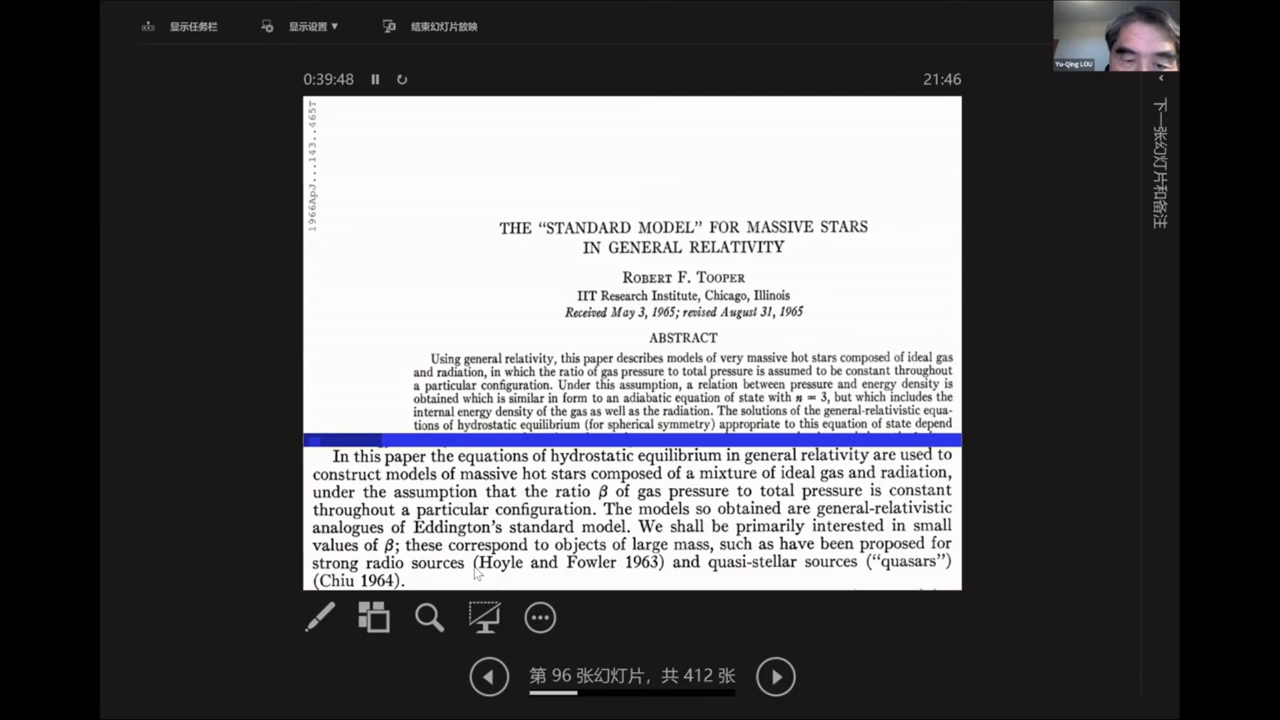 显示任务栏
显示设置 ▼
结束幻灯片放映
Yu-Qing LOU
0:39:48
21:46
下一张幻灯片和备注
1966ApJ...143..465T
THE “STANDARD MODEL” FOR MASSIVE STARS
IN GENERAL RELATIVITY
ROBERT F. TOOPER
IIT Research Institute, Chicago, Illinois
Received May 3, 1965; revised August 31, 1965
ABSTRACT
Using general relativity, this paper describes models of very massive hot stars composed of ideal gas
and radiation, in which the ratio of gas pressure to total pressure is assumed to be constant throughout
a particular configuration. Under this assumption, a relation between pressure and energy density is
obtained which is similar in form to an adiabatic equation of state with n = 3, but which includes the
internal energy density of the gas as well as the radiation. The solutions of the general-relativistic equa-
tions of hydrostatic equilibrium (for spherical symmetry) appropriate to this equation of state depend
In this paper the equations of hydrostatic equilibrium in general relativity are used to
construct models of massive hot stars composed of a mixture of ideal gas and radiation,
under the assumption that the ratio β of gas pressure to total pressure is constant
throughout a particular configuration. The models so obtained are general-relativistic
analogues of Eddington’s standard model. We shall be primarily interested in small
values of β; these correspond to objects of large mass, such as have been proposed for
strong radio sources (Hoyle and Fowler 1963) and quasi-stellar sources (“quasars”)
(Chiu 1964).
第 96 张幻灯片，共 412 张